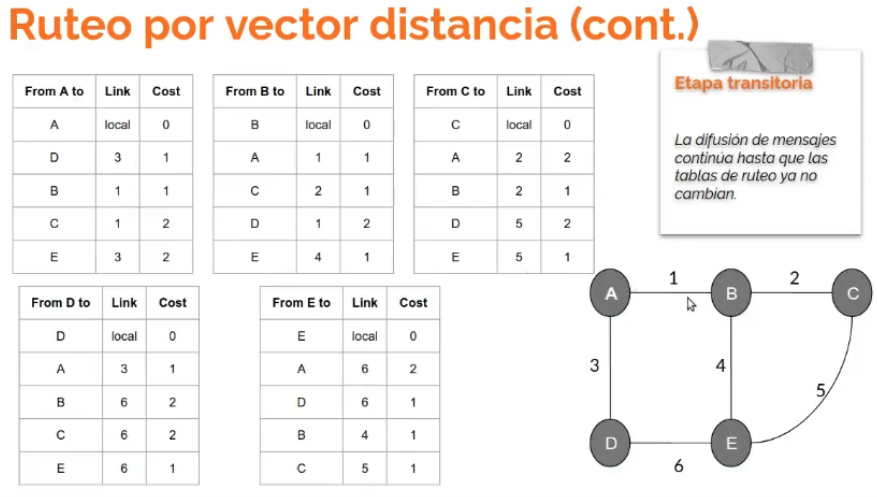 Ruteo por vector distancia (cont.)
From A to Link Cost
A local 0
D 3 1
B 1 1
C 1 2
E 3 2
From B to Link Cost
B local 0
A 1 1
C 2 1
D 1 2
E 4 1
From C to Link Cost
C local 0
A 2 2
B 2 1
D 5 2
E 5 1
Etapa transitoria
La difusión de mensajes
continúa hasta que las
tablas de ruteo ya no
cambian.
From D to Link Cost
D local 0
A 3 1
B 6 2
C 6 2
E 6 1
From E to Link Cost
E local 0
A 6 2
D 6 1
B 4 1
C 5 1
A 1 B 2 C
3 4 5
D 6 E